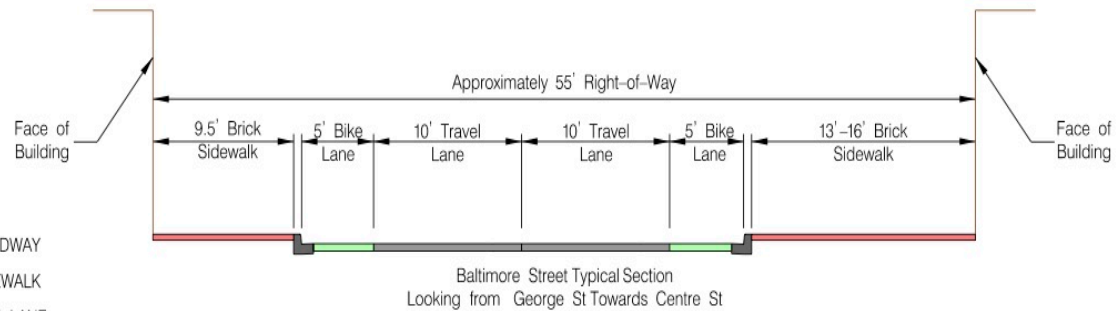 Approximately 55' Right-of-Way
Face of
Building
9.5' Brick
Sidewalk
5' Bike
Lane
10' Travel
Lane
10' Travel
Lane
5' Bike
Lane
13'-16' Brick
Sidewalk
Face of
Building
DWAY
WALK
Baltimore Street Typical Section
Looking from George St Towards Centre St